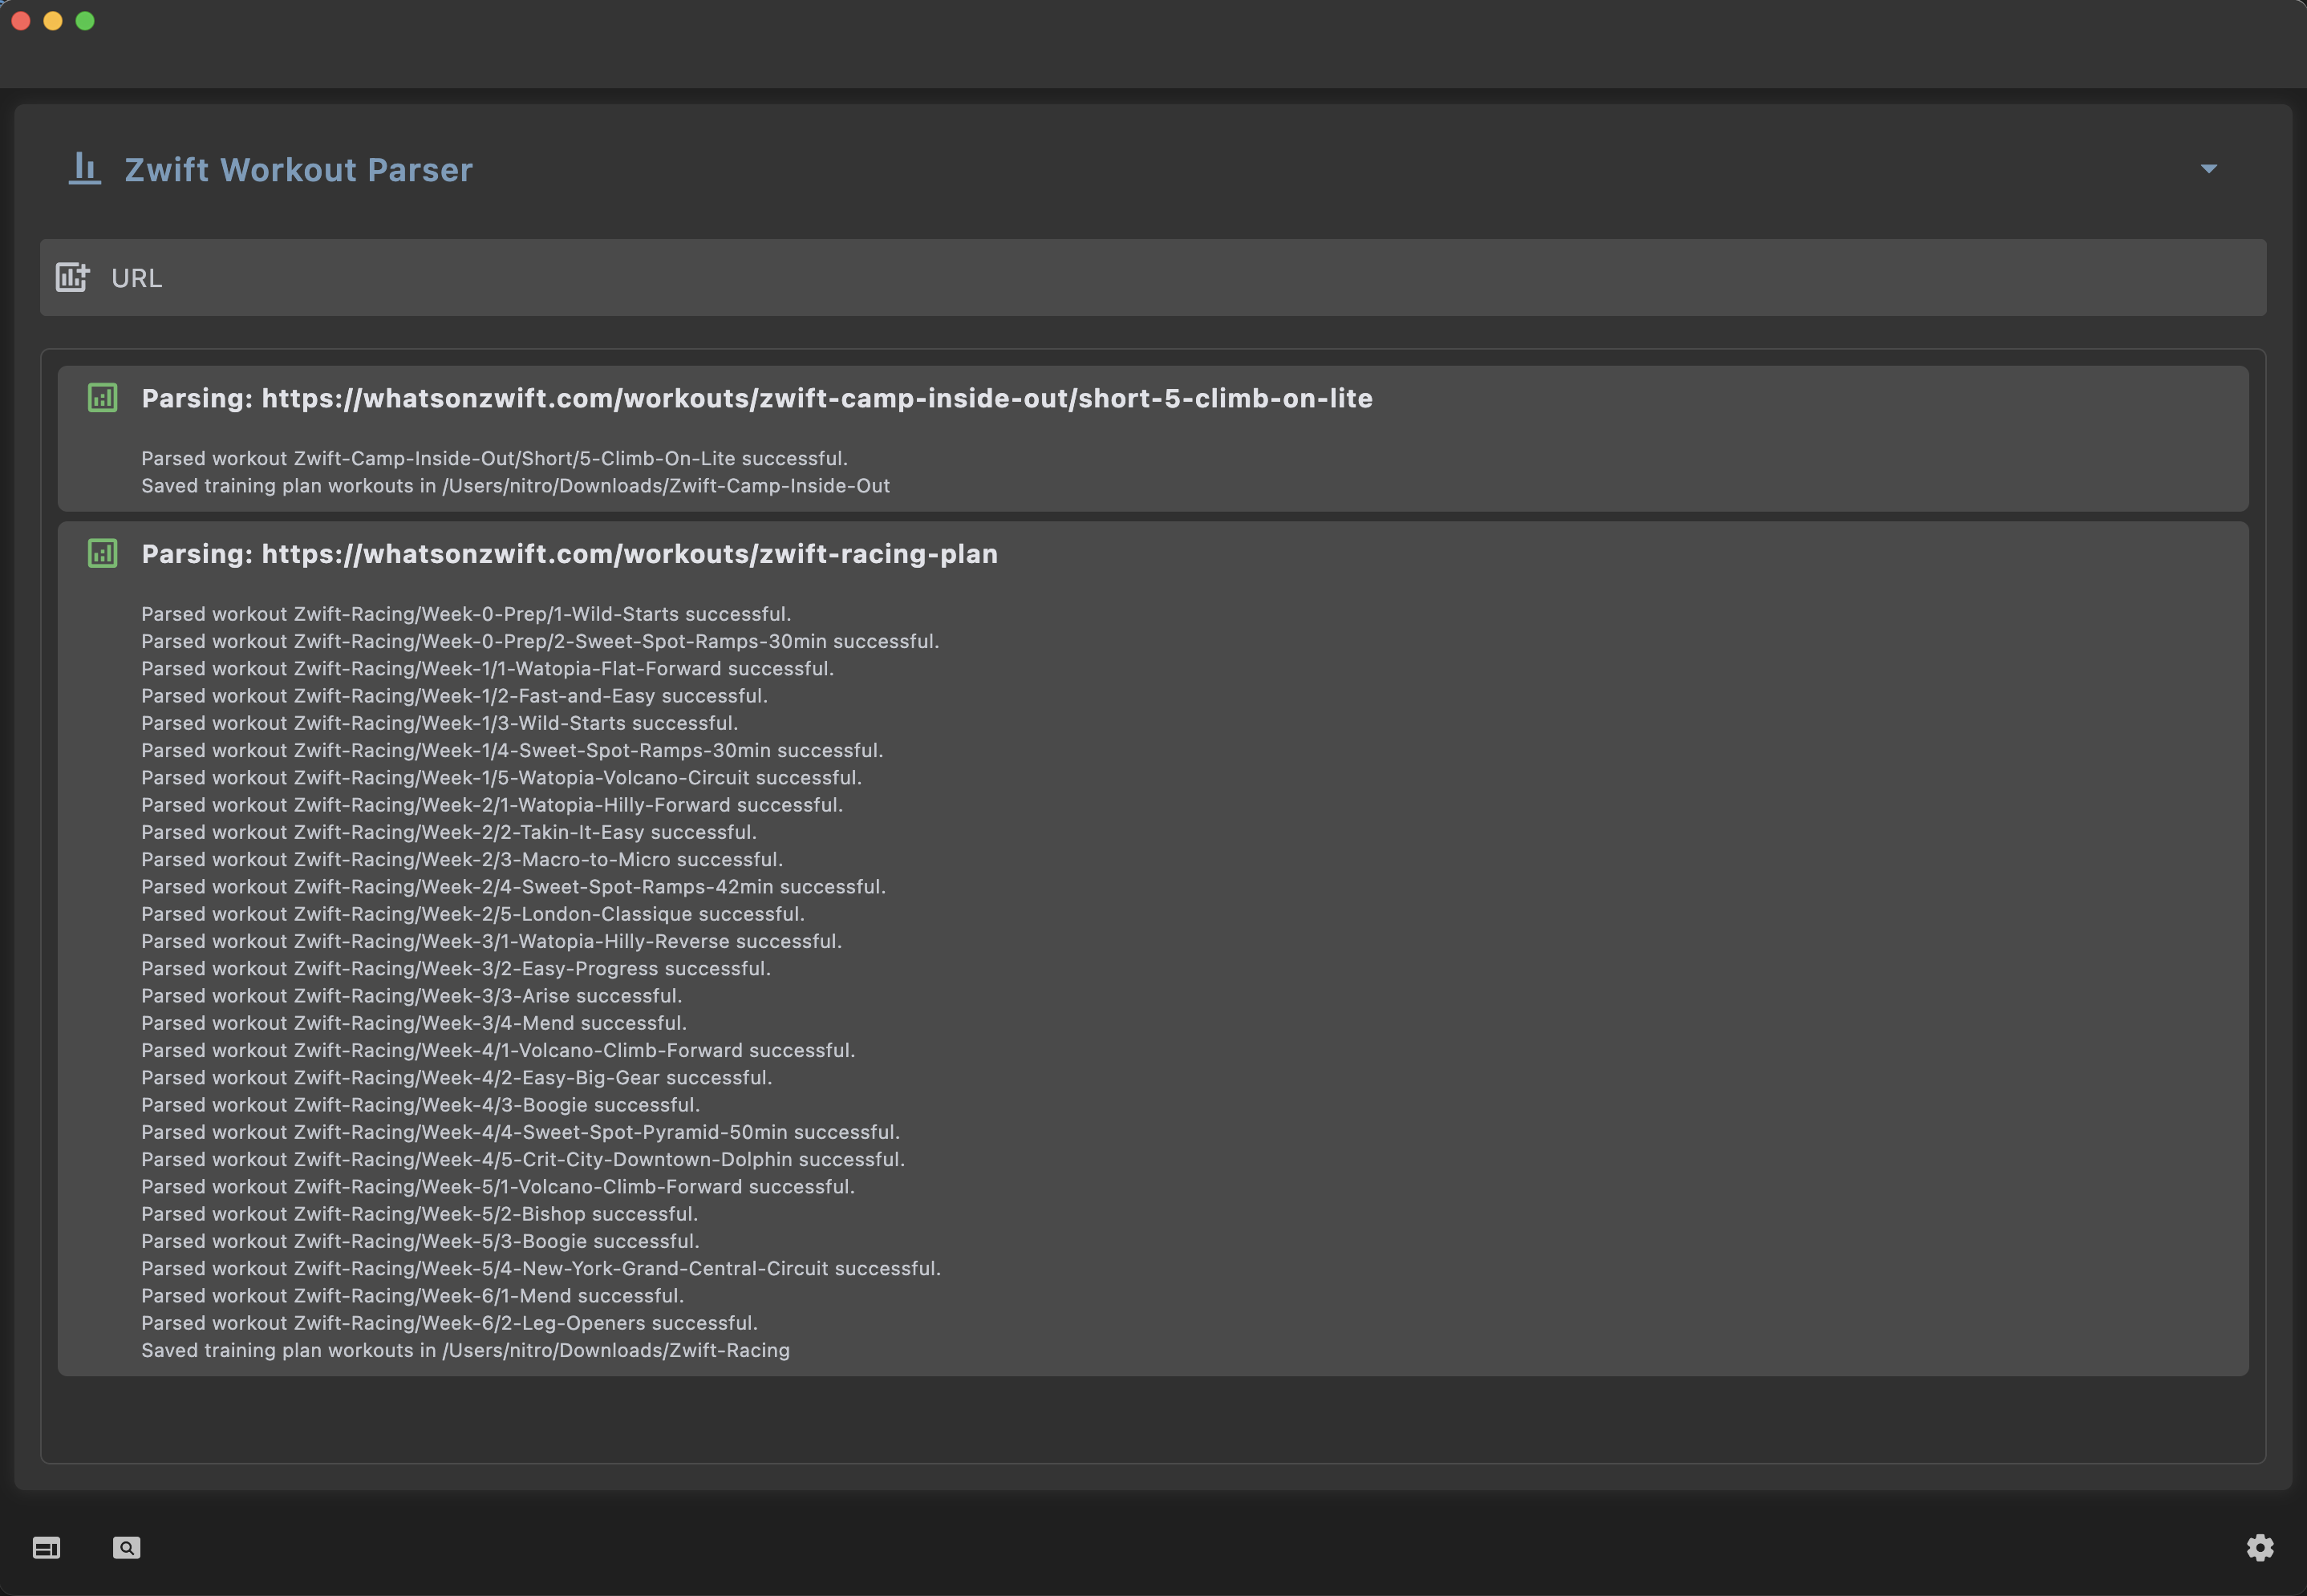 Zwift Workout Parser
URL
Parsing: https://whatsonzwift.com/workouts/zwift-camp-inside-out/short-5-climb-on-lite
Parsed workout Zwift-Camp-Inside-Out/Short/5-Climb-On-Lite successful.
Saved training plan workouts in /Users/nitro/Downloads/Zwift-Camp-Inside-Out
Parsing: https://whatsonzwift.com/workouts/zwift-racing-plan
Parsed workout Zwift-Racing/Week-0-Prep/1-Wild-Starts successful.
Parsed workout Zwift-Racing/Week-0-Prep/2-Sweet-Spot-Ramps-30min successful.
Parsed workout Zwift-Racing/Week-1/1-Watopia-Flat-Forward successful.
Parsed workout Zwift-Racing/Week-1/2-Fast-and-Easy successful.
Parsed workout Zwift-Racing/Week-1/3-Wild-Starts successful.
Parsed workout Zwift-Racing/Week-1/4-Sweet-Spot-Ramps-30min successful.
Parsed workout Zwift-Racing/Week-1/5-Watopia-Volcano-Circuit successful.
Parsed workout Zwift-Racing/Week-2/1-Watopia-Hilly-Forward successful.
Parsed workout Zwift-Racing/Week-2/2-Takin-It-Easy successful.
Parsed workout Zwift-Racing/Week-2/3-Macro-to-Micro successful.
Parsed workout Zwift-Racing/Week-2/4-Sweet-Spot-Ramps-42min successful.
Parsed workout Zwift-Racing/Week-2/5-London-Classique successful.
Parsed workout Zwift-Racing/Week-3/1-Watopia-Hilly-Reverse successful.
Parsed workout Zwift-Racing/Week-3/2-Easy-Progress successful.
Parsed workout Zwift-Racing/Week-3/3-Arise successful.
Parsed workout Zwift-Racing/Week-3/4-Mend successful.
Parsed workout Zwift-Racing/Week-4/1-Volcano-Climb-Forward successful.
Parsed workout Zwift-Racing/Week-4/2-Easy-Big-Gear successful.
Parsed workout Zwift-Racing/Week-4/3-Boogie successful.
Parsed workout Zwift-Racing/Week-4/4-Sweet-Spot-Pyramid-50min successful.
Parsed workout Zwift-Racing/Week-4/5-Crit-City-Downtown-Dolphin successful.
Parsed workout Zwift-Racing/Week-5/1-Volcano-Climb-Forward successful.
Parsed workout Zwift-Racing/Week-5/2-Bishop successful.
Parsed workout Zwift-Racing/Week-5/3-Boogie successful.
Parsed workout Zwift-Racing/Week-5/4-New-York-Grand-Central-Circuit successful.
Parsed workout Zwift-Racing/Week-6/1-Mend successful.
Parsed workout Zwift-Racing/Week-6/2-Leg-Openers successful.
Saved training plan workouts in /Users/nitro/Downloads/Zwift-Racing